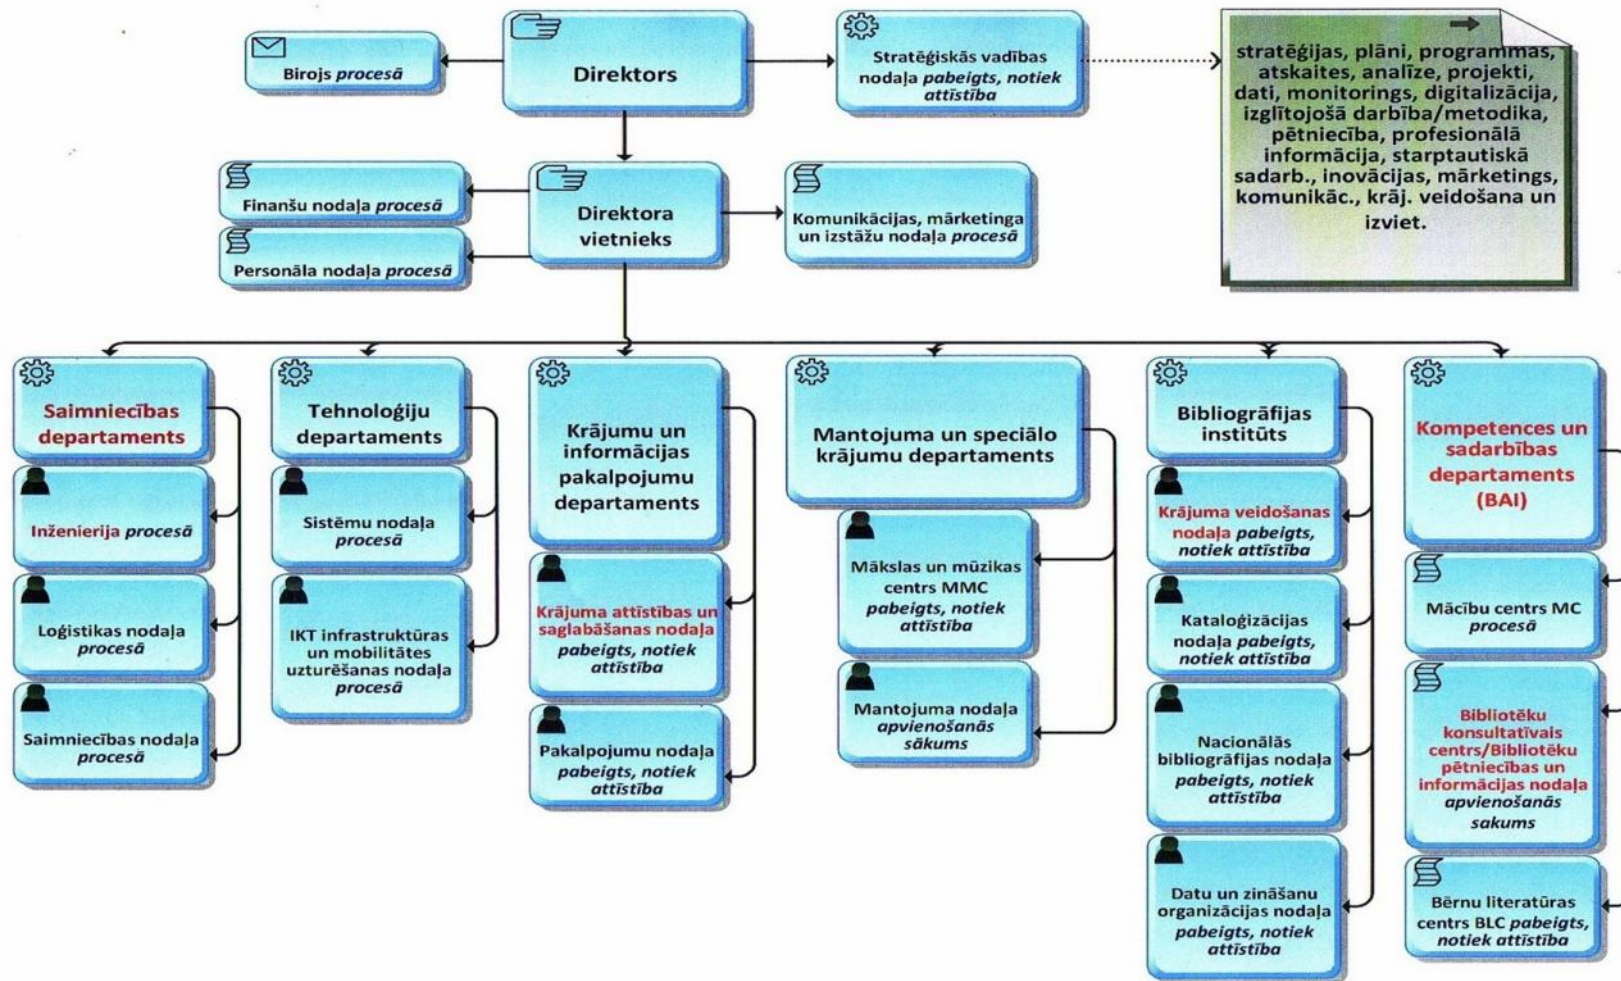 Birojs procesā
Direktors
Stratēģiskās vadības
nodaļa pabeigts, notiek
attīstība
stratēģijas, plāni, programmas,
atskaites, analīze, projekti,
dati, monitorings, digitalizācija,
izglītojošā darbība/metodika,
pētniecība, profesionālā
informācija, starptautiskā
sadarb., inovācijas, mārketings,
komunikāc., krāj. veidošana un
izviet.
Finanšu nodaļa procesā
Personāla nodaļa procesā
Direktora
vietnieks
Komunikācijas, mārketinga
un izstāžu nodaļa procesā
Saimniecības
departaments
Inženierija procesā
Loģistikas nodaļa
procesā
Saimniecības nodaļa
procesā
Tehnoloģiju
departaments
Sistēmu nodaļa
procesā
IKT infrastruktūras
un mobilitātes
uzturēšanas nodaļa
procesā
Krājumu un
informācijas
pakalpojumu
departaments
Krājuma attīstības un
saglabāšanas nodaļa
pabeigts, notiek
attīstība
Pakalpojumu nodaļa
pabeigts, notiek
attīstība
Mantojuma un speciālo
krājumu departaments
Mākslas un mūzikas
centrs MMC
pabeigts, notiek
attīstība
Mantojuma nodaļa
apvienošanās
sākums
Bibliogrāfijas
institūts
Krājuma veidošanas
nodaļa pabeigts,
notiek attīstība
Kataloģizācijas
nodaļa pabeigts,
notiek attīstība
Nacionālās
bibliogrāfijas nodaļa
pabeigts, notiek
attīstība
Datu un zināšanu
organizācijas nodaļa
pabeigts, notiek
attīstība
Kompetences un
sadarbības
departaments
(BAI)
Mācību centrs MC
procesā
Bibliotēku
konsultatīvais
centrs/Bibliotēku
pētniecības un
informācijas nodaļa
apvienošanās
sakums
Bērnu literatūras
centrs BLC pabeigts,
notiek attīstība